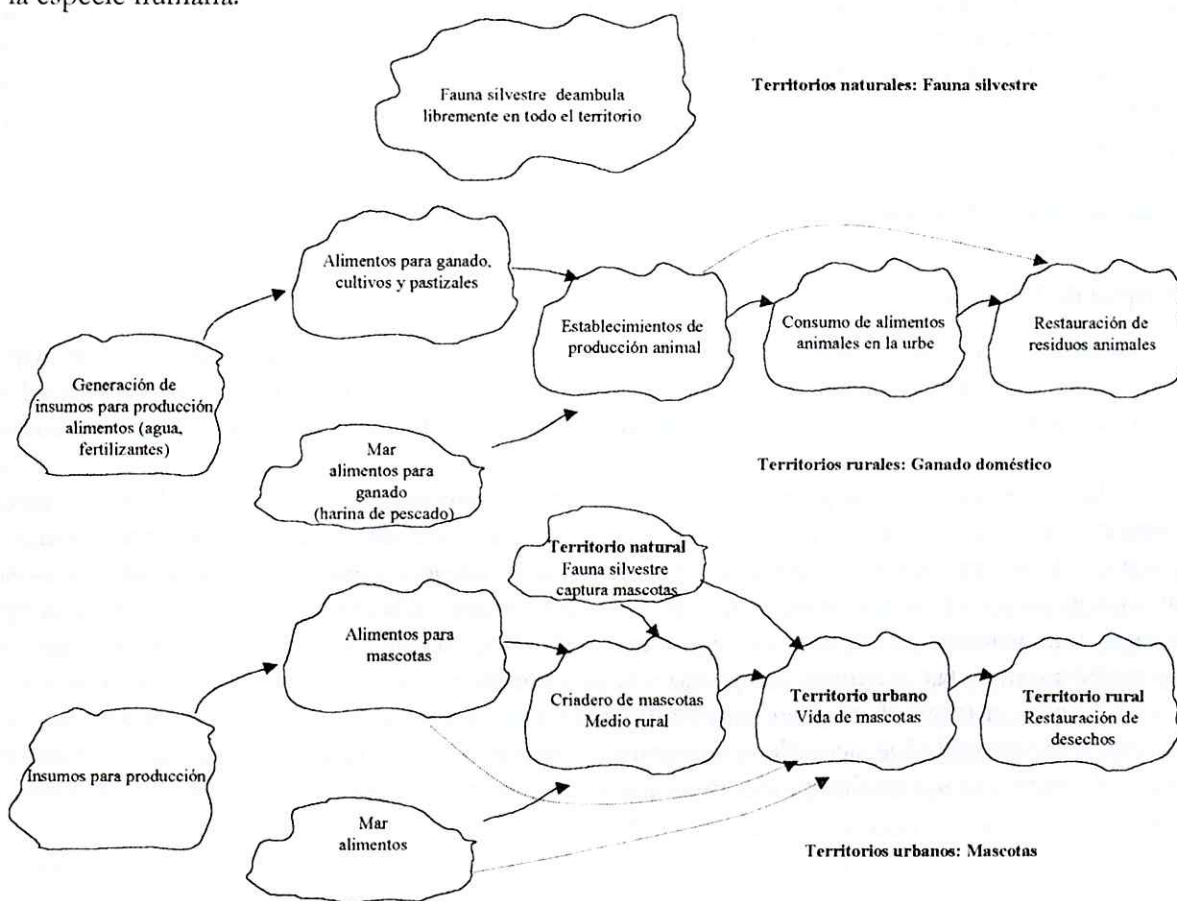 la especie humana.
Fauna silvestre deambula
libremente en todo el territorio
Territorios naturales: Fauna silvestre
Alimentos para ganado,
cultivos y pastizales
Establecimientos de
producción animal
Consumo de alimentos
animales en la urbe
Restauración de
residuos animales
Generación de
insumos para producción
alimentos (agua,
fertilizantes)
Mar
alimentos para
ganado
(harina de pescado)
Territorios rurales: Ganado doméstico
Territorio natural
Fauna silvestre
captura mascotas
Alimentos para
mascotas
Criadero de mascotas
Medio rural
Territorio urbano
Vida de mascotas
Territorio rural
Restauración de
desechos
Insumos para producción
Mar
alimentos
Territorios urbanos: Mascotas